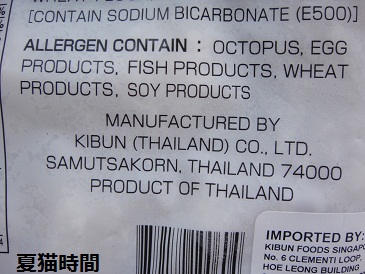 [CONTAIN SODIUM BICARBONATE (E500)]
ALLERGEN CONTAIN : OCTOPUS, EGG
PRODUCTS, FISH PRODUCTS, WHEAT
PRODUCTS, SOY PRODUCTS
MANUFACTURED BY
KIBUN (THAILAND) CO., LTD.
SAMUTSAKORN, THAILAND 74000
PRODUCT OF THAILAND
IMPORTED BY:
KIBUN FOODS
No. 6 CLEMENTI LOOP,
HOE LEONG BUILDING
夏猫時間